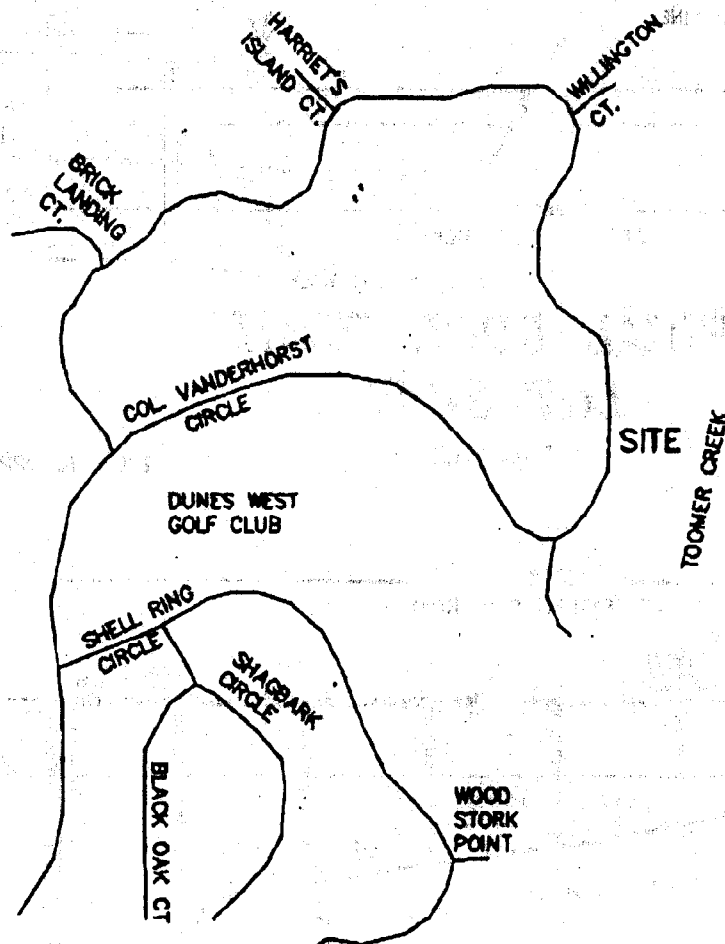 HARRIET'S
ISLAND CT.
WILLINGTON
CT.
BRICK
LANDING
CT.
COL. VANDERHORST
CIRCLE
SITE
TOOMER CREEK
DUNES WEST
GOLF CLUB
SHELL RING
CIRCLE
SHAGBARK
CIRCLE
BLACK OAK CT
WOOD
STORK
POINT